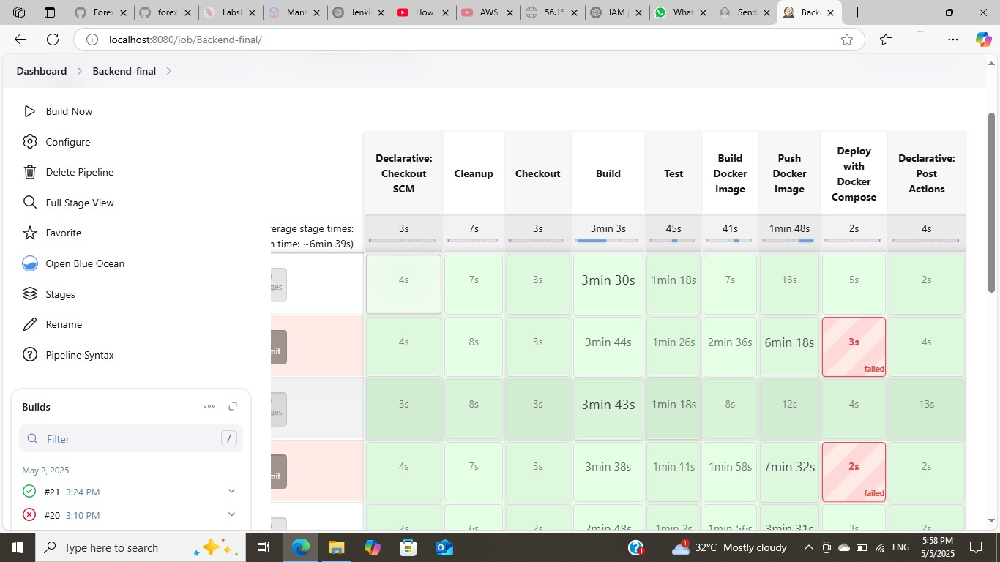 Forex
forex
Labsk
Mana
Jenki
How
AWS
56.15
IAM
What
Send
Back
localhost:8080/job/Backend-final/
Dashboard
Backend-final
Build Now
Configure
Delete Pipeline
Full Stage View
Favorite
Open Blue Ocean
Stages
Rename
Pipeline Syntax
Builds
Filter
/
May 2, 2025
#21 3:24 PM
#20 3:10 PM
Declarative:
Checkout
SCM
Cleanup
Checkout
Build
Test
Build
Docker
Image
Push
Docker
Image
Deploy
with
Docker
Compose
Declarative:
Post
Actions
verage stage times:
n time: ~6min 39s)
3s 7s 3s 3min 3s 45s 41s 1min 48s 2s 4s
ges
4s 7s 3s 3min 30s 1min 18s 7s 13s 5s 2s
mit
4s 8s 3s 3min 44s 1min 26s 2min 36s 6min 18s 3s 4s
failed
ges
3s 8s 3s 3min 43s 1min 18s 8s 12s 4s 13s
mit
4s 7s 3s 3min 38s 1min 11s 1min 58s 7min 32s 2s 2s
failed
2s 6s 2s 2min 48s 1min 2s 1min 56s 3min 31s 3s 2s
Type here to search
1
32°C Mostly cloudy
ENG
5:58 PM
5/5/2025